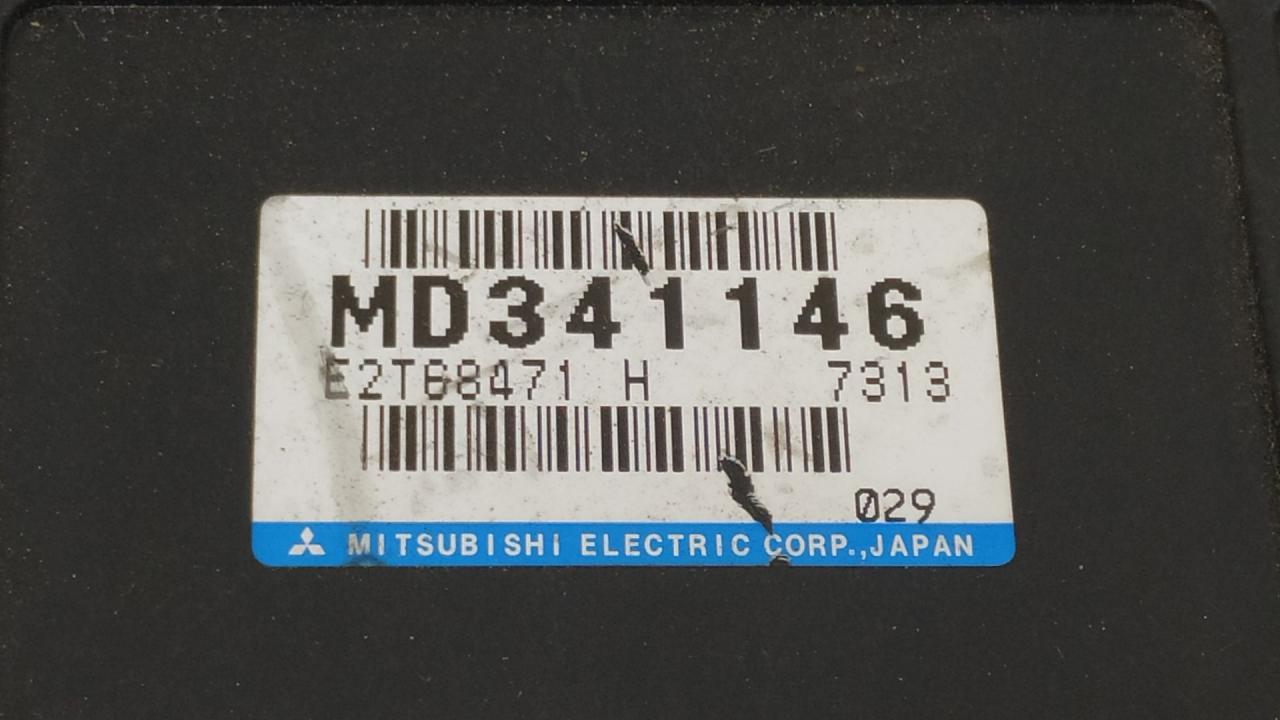 MD341146
E2T68471 H 7313
029
MITSUBISHI ELECTRIC CORP.,JAPAN